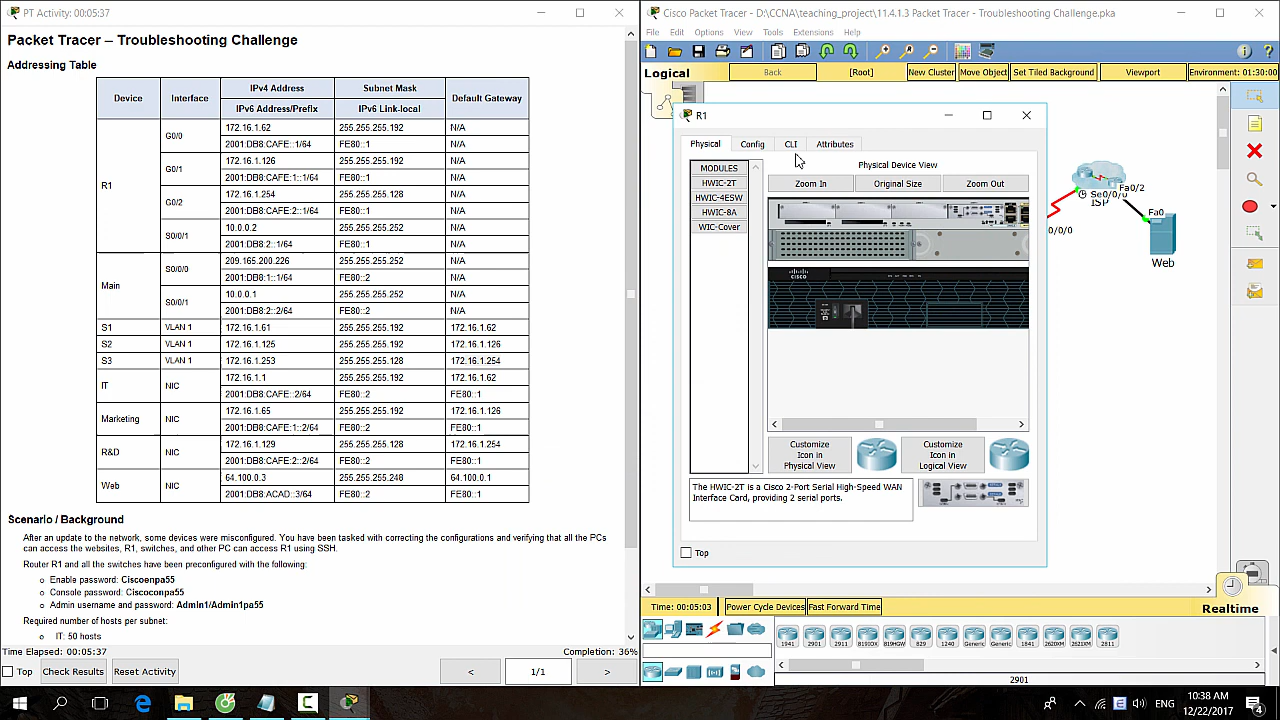 PT Activity: 00:05:37
Packet Tracer – Troubleshooting Challenge
Addressing Table
Device Interface IPv4 Address Subnet Mask Default Gateway
IPv6 Address/Prefix IPv6 Link-local
R1 G0/0 172.16.1.62 255.255.255.192 N/A
2001:DB8:CAFE::1/64 FE80::1 N/A
G0/1 172.16.1.126 255.255.255.192 N/A
2001:DB8:CAFE:1::1/64 FE80::1 N/A
G0/2 172.16.1.254 255.255.255.128 N/A
2001:DB8:CAFE:2::1/64 FE80::1 N/A
S0/0/1 10.0.0.2 255.255.255.252 N/A
2001:DB8:2::1/64 FE80::1 N/A
Main S0/0/0 209.165.200.226 255.255.255.252 N/A
2001:DB8:1::1/64 FE80::2 N/A
S0/0/1 10.0.0.1 255.255.255.252 N/A
2001:DB8:2::2/64 FE80::2 N/A
S1 VLAN 1 172.16.1.61 255.255.255.192 172.16.1.62
S2 VLAN 1 172.16.1.125 255.255.255.192 172.16.1.126
S3 VLAN 1 172.16.1.253 255.255.255.128 172.16.1.254
IT NIC 172.16.1.1 255.255.255.192 172.16.1.62
2001:DB8:CAFE::2/64 FE80::2 FE80::1
Marketing NIC 172.16.1.65 255.255.255.192 172.16.1.126
2001:DB8:CAFE:1::2/64 FE80::2 FE80::1
R&D NIC 172.16.1.129 255.255.255.128 172.16.1.254
2001:DB8:CAFE:2::2/64 FE80::2 FE80::1
Web NIC 64.100.0.3 255.255.255.248 64.100.0.1
2001:DB8:ACAD::3/64 FE80::2 FE80::1
Scenario / Background
After an update to the network, some devices were misconfigured. You have been tasked with correcting the configurations and verifying that all the PCs
can access the websites, R1, switches, and other PC can access R1 using SSH.
Router R1 and all the switches have been preconfigured with the following:
o Enable password: Ciscoenpa55
o Console password: Ciscoconpa55
o Admin username and password: Admin1/Admin1pa55
Required number of hosts per subnet:
o IT: 50 hosts
Time Elapsed: 00:05:37 Completion: 36%
Top Check Results Reset Activity < 1/1 >
Cisco Packet Tracer - D:\CCNA\teaching_project\11.4.1.3 Packet Tracer - Troubleshooting Challenge.pka
File Edit Options View Tools Extensions Help
Logical Back [Root] New Cluster Move Object Set Tiled Background Viewport Environment: 01:30:00
R1
Physical Config CLI Attributes
MODULES
HWIC-2T
HWIC-4ESW
HWIC-8A
WIC-Cover
Physical Device View
Zoom In Original Size Zoom Out
CISCO
Customize
Icon in
Physical View
Customize
Icon in
Logical View
The HWIC-2T is a Cisco 2-Port Serial High-Speed WAN
Interface Card, providing 2 serial ports.
Top
Fa0/2
Se0/0/0
ISP
Fa0
0/0/0
Web
Time: 00:05:03 Power Cycle Devices Fast Forward Time Realtime
1941 2901 2911 819IOX 819HGW 829 1240 Generic Generic 1841 2620XM 2621XM 2811
2901
ENG
10:38 AM
12/22/2017
4